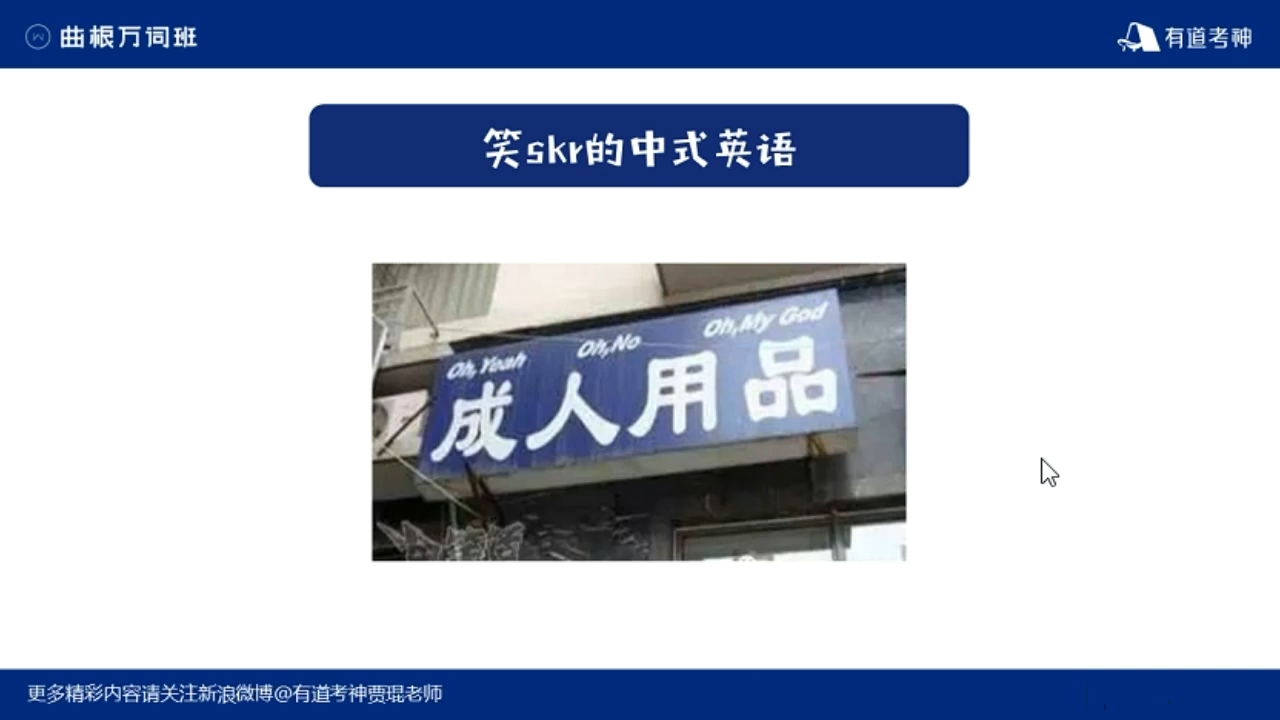 曲根万词班
有道考神
笑skr的中式英语
Oh,Yeah Oh,No Oh,My God
成人用品
更多精彩内容请关注新浪微博@有道考神贾琨老师